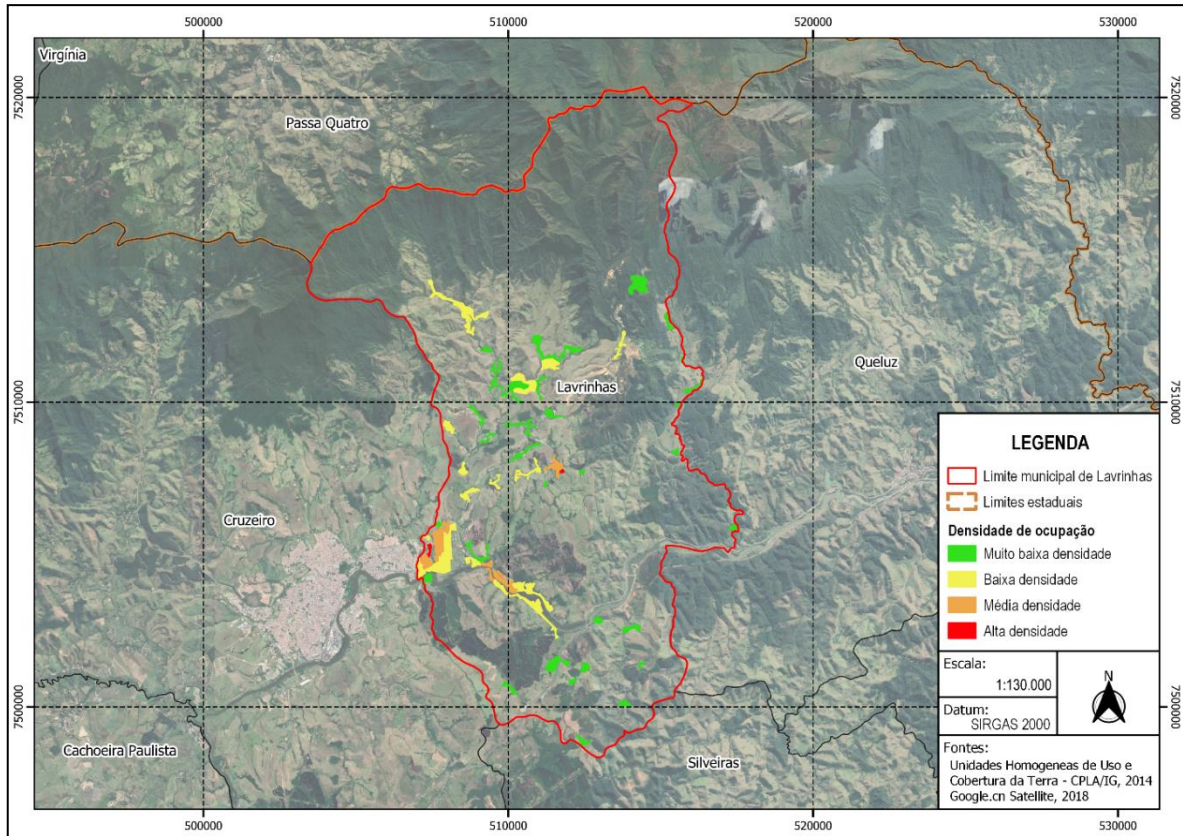 500000
510000
520000
530000
Virgínia
7520000
7520000
Passa Quatro
Queluz
Lavrinhas
7510000
7510000
Cruzeiro
LEGENDA
Limite municipal de Lavrinhas
Limites estaduais
Densidade de ocupação
Muito baixa densidade
Baixa densidade
Média densidade
Alta densidade
Escala:
1:130.000
N
Datum:
SIRGAS 2000
Fontes:
Unidades Homogeneas de Uso e
Cobertura da Terra - CPLA/IG, 2014
Google.cn Satellite, 2018
7500000
7500000
Cachoeira Paulista
Silveiras
500000
510000
520000
530000